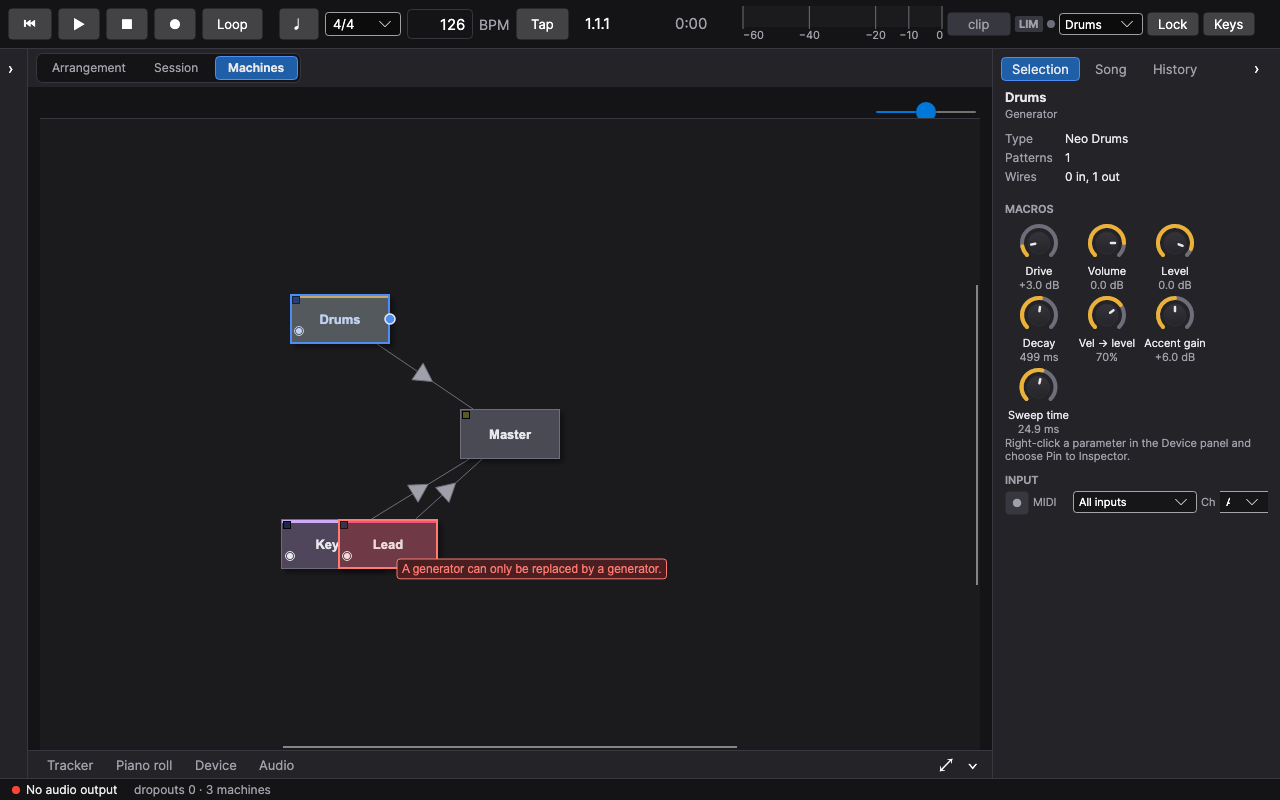 Loop
4/4
126 BPM
Tap
1.1.1
0:00
−60 −40 −20 −10 0
clip
LIM
Drums
Lock
Keys
Arrangement
Session
Machines
Selection
Song
History
Drums
Generator
Type Neo Drums
Patterns 1
Wires 0 in, 1 out
MACROS
Drive Volume Level
+3.0 dB 0.0 dB 0.0 dB
Decay Vel → level Accent gain
499 ms 70% +6.0 dB
Sweep time
24.9 ms
Right-click a parameter in the Device panel and
choose Pin to Inspector.
INPUT
MIDI All inputs Ch
Drums
Master
Key
Lead
A generator can only be replaced by a generator.
Tracker
Piano roll
Device
Audio
No audio output
dropouts 0 · 3 machines